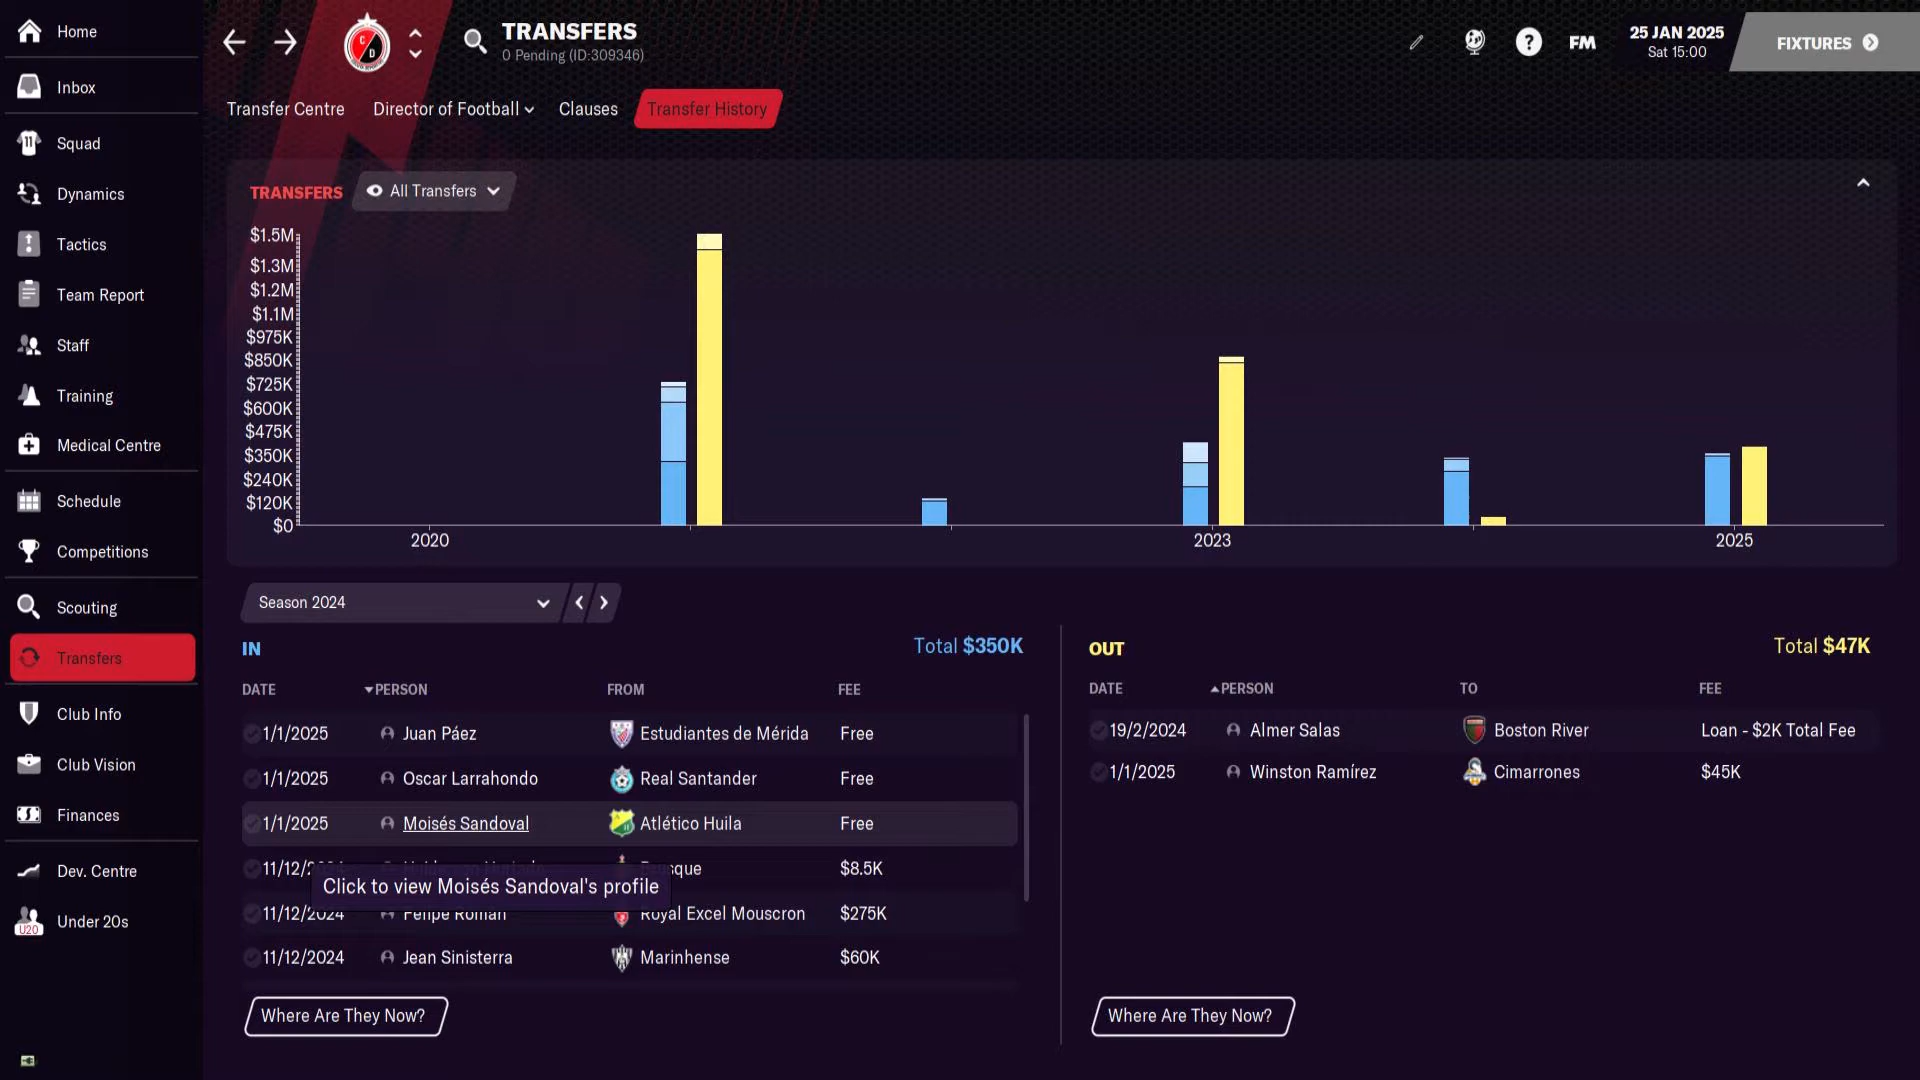 Home
Inbox
Squad
Dynamics
Tactics
Team Report
Staff
Training
Medical Centre
Schedule
Competitions
Scouting
Transfers
Club Info
Club Vision
Finances
Dev. Centre
U20
Under 20s
C
D
TRANSFERS
0 Pending (ID:309346)
?
FM
25 JAN 2025
Sat 15:00
FIXTURES
Transfer Centre
Director of Football
Clauses
Transfer History
TRANSFERS
All Transfers
$1.5M
$1.3M
$1.2M
$1.1M
$975K
$850K
$725K
$600K
$475K
$350K
$240K
$120K
$0
2020
2023
2025
Season 2024
IN
Total $350K
DATE PERSON FROM FEE
1/1/2025 Juan Páez Estudiantes de Mérida Free
1/1/2025 Oscar Larrahondo Real Santander Free
1/1/2025 Moisés Sandoval Atlético Huila Free
11/12/ $8.5K
Click to view Moisés Sandoval's profile
11/12/2024 Felipe Román Royal Excel Mouscron $275K
11/12/2024 Jean Sinisterra Marinhense $60K
Where Are They Now?
OUT
Total $47K
DATE PERSON TO FEE
19/2/2024 Almer Salas Boston River Loan - $2K Total Fee
1/1/2025 Winston Ramírez Cimarrones $45K
Where Are They Now?